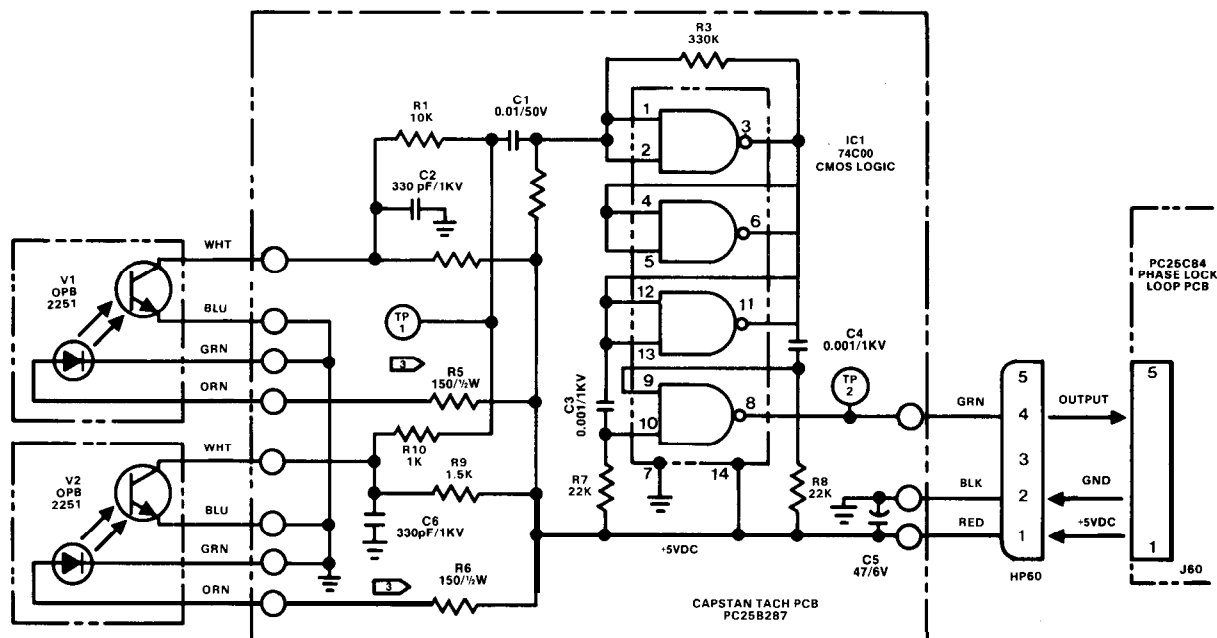 R3
330K
C1
0.01/50V
R1
10K
1
2
3
IC1
74C00
CMOS LOGIC
C2
330 pF/1KV
4
5
6
WHT
V1
OPB
2251
BLU
GRN
ORN
TP
1
3
R5
150/½W
12
13
11
C4
0.001/1KV
PC25C84
PHASE LOCK
LOOP PCB
C3
0.001/1KV
9
10
8
TP
2
GRN
5
4
3
2
1
OUTPUT
GND
+5VDC
5
1
WHT
V2
OPB
2251
BLU
GRN
ORN
R10
1K
R9
1.5K
C6
330pF/1KV
R7
22K
7
14
R8
22K
BLK
RED
+5VDC
C5
47/6V
HP60
J60
3
R6
150/½W
CAPSTAN TACH PCB
PC25B287